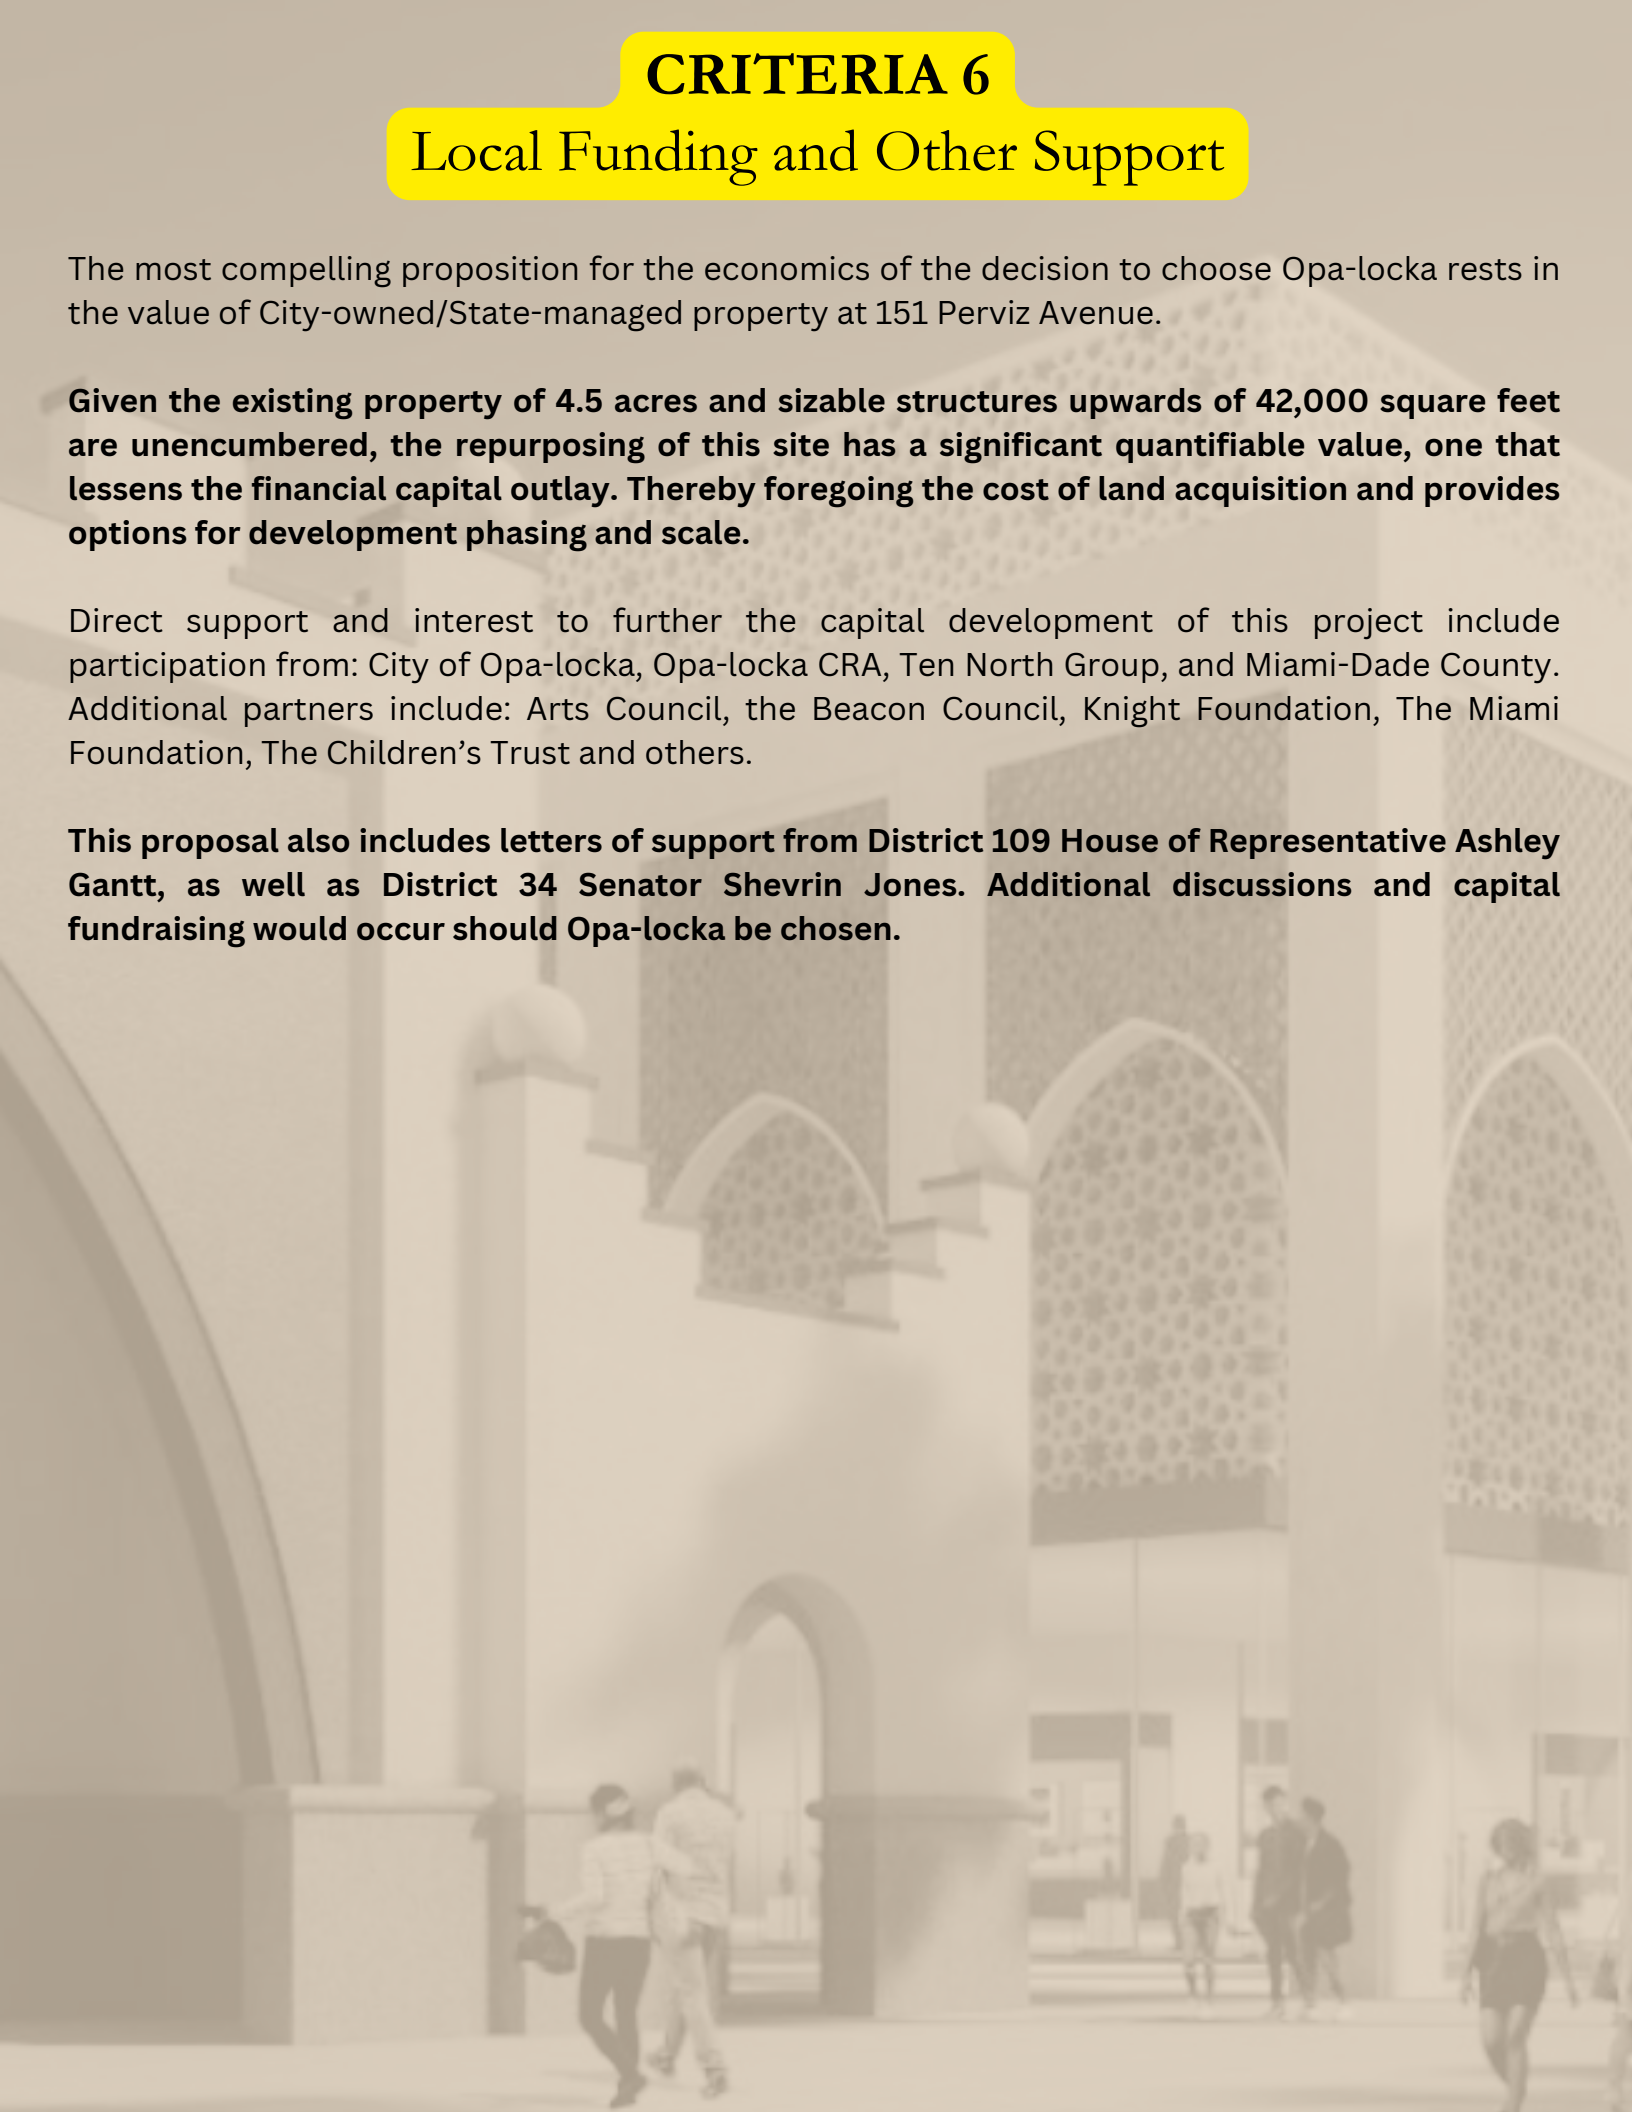 CRITERIA 6
Local Funding and Other Support
The most compelling proposition for the economics of the decision to choose Opa-locka rests in
the value of City-owned/State-managed property at 151 Perviz Avenue.
Given the existing property of 4.5 acres and sizable structures upwards of 42,000 square feet
are unencumbered, the repurposing of this site has a significant quantifiable value, one that
lessens the financial capital outlay. Thereby foregoing the cost of land acquisition and provides
options for development phasing and scale.
Direct support and interest to further the capital development of this project include
participation from: City of Opa-locka, Opa-locka CRA, Ten North Group, and Miami-Dade County.
Additional partners include: Arts Council, the Beacon Council, Knight Foundation, The Miami
Foundation, The Children’s Trust and others.
This proposal also includes letters of support from District 109 House of Representative Ashley
Gantt, as well as District 34 Senator Shevrin Jones. Additional discussions and capital
fundraising would occur should Opa-locka be chosen.